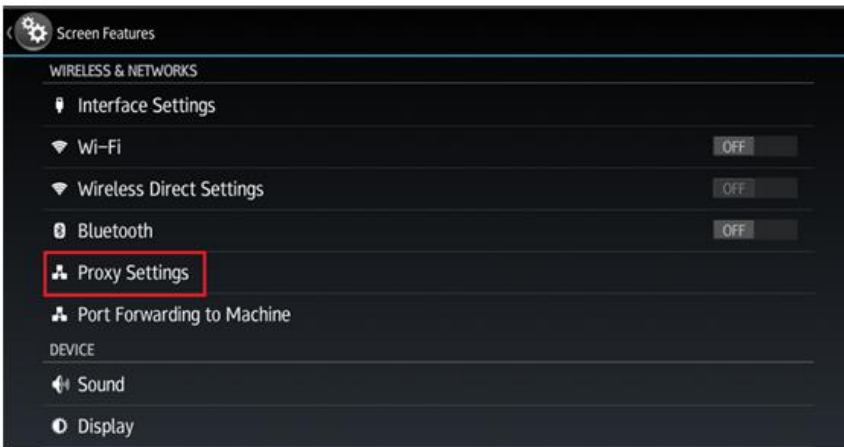 Screen Features
WIRELESS & NETWORKS
Interface Settings
Wi-Fi
OFF
Wireless Direct Settings
OFF
Bluetooth
OFF
Proxy Settings
Port Forwarding to Machine
DEVICE
Sound
Display